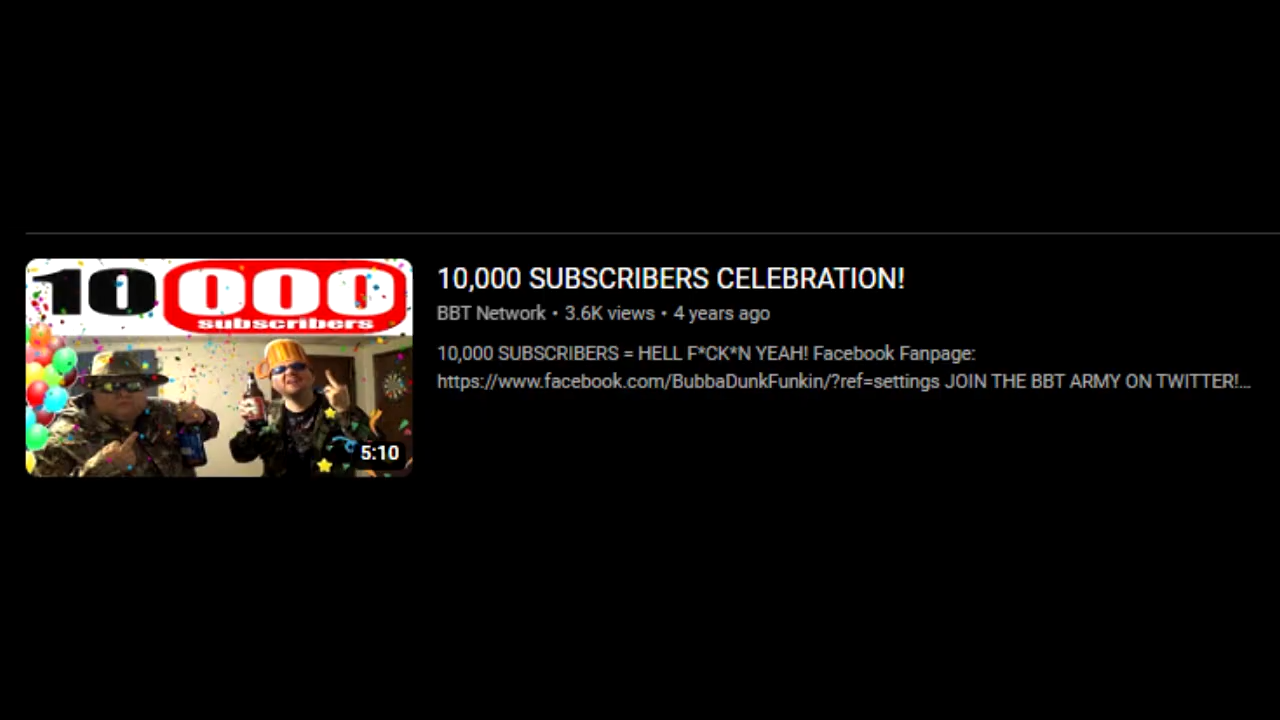 10 000
subscribers
5:10
10,000 SUBSCRIBERS CELEBRATION!
BBT Network • 3.6K views • 4 years ago
10,000 SUBSCRIBERS = HELL F*CK*N YEAH! Facebook Fanpage:
https://www.facebook.com/BubbaDunkFunkin/?ref=settings JOIN THE BBT ARMY ON TWITTER!...